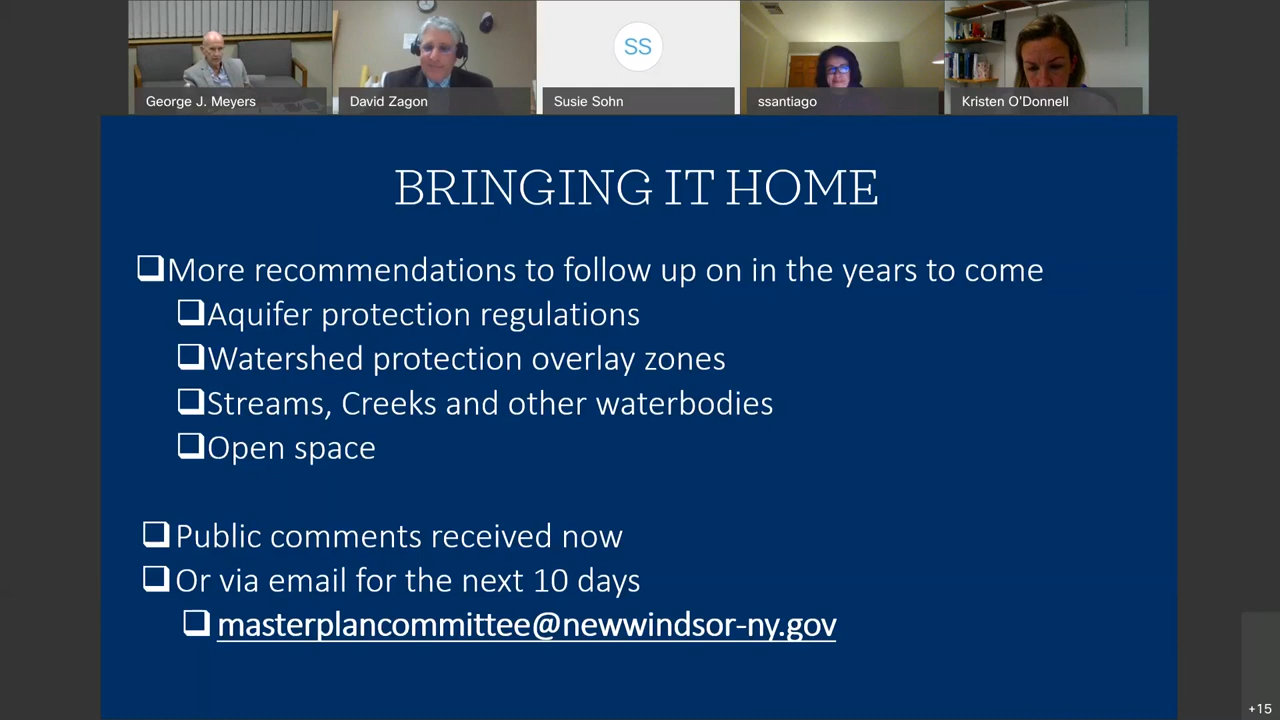 SS
George J. Meyers
David Zagon
Susie Sohn
ssantiago
Kristen O'Donnell
BRINGING IT HOME
More recommendations to follow up on in the years to come
Aquifer protection regulations
Watershed protection overlay zones
Streams, Creeks and other waterbodies
Open space
Public comments received now
Or via email for the next 10 days
masterplancommittee@newwindsor-ny.gov
+15